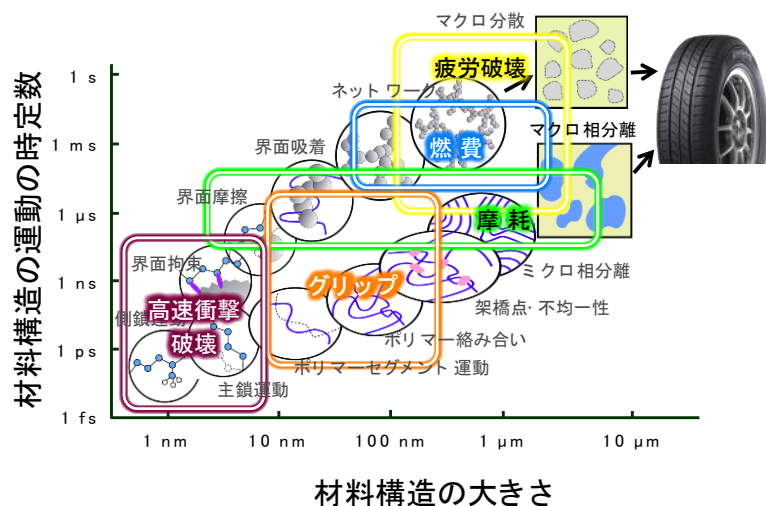 マクロ分散
1 s
疲労破壊
ネットワーク
燃費
マクロ相分離
1 ms
界面吸着
界面摩擦
1 μs
摩耗
界面拘束
1 ns
グリップ
ミクロ相分離
高速衝撃
破壊
側鎖運動
架橋点・不均一性
ポリマー絡み合い
1 ps
ポリマーセグメント運動
主鎖運動
1 fs
1 nm
10 nm
100 nm
1 μm
10 μm
材料構造の運動の時定数
材料構造の大きさ